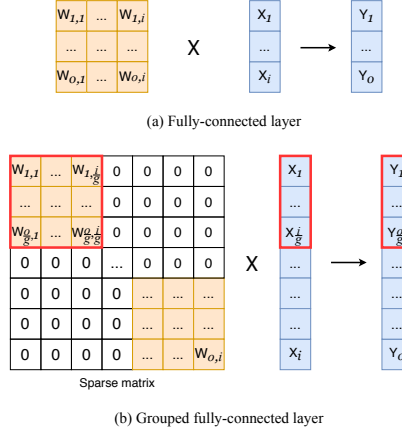 W1,1 ... W1,i X1 Y1
... ... ... X ... ...
Wo,1 ... Wo,i Xi Yo
(a) Fully-connected layer
W1,1 ... W1,i/g 0 0 0 0 X1 Y1
... ... ... 0 0 0 0 ... ...
Wo/g,1 ... Wo/g,i/g 0 0 0 0 Xi/g Yo/g
0 0 0 ... 0 0 0 X ... ...
0 0 0 0 ... ... ... ... ...
0 0 0 0 ... ... ... ... ...
0 0 0 0 ... ... Wo,i Xi Yo
Sparse matrix
(b) Grouped fully-connected layer